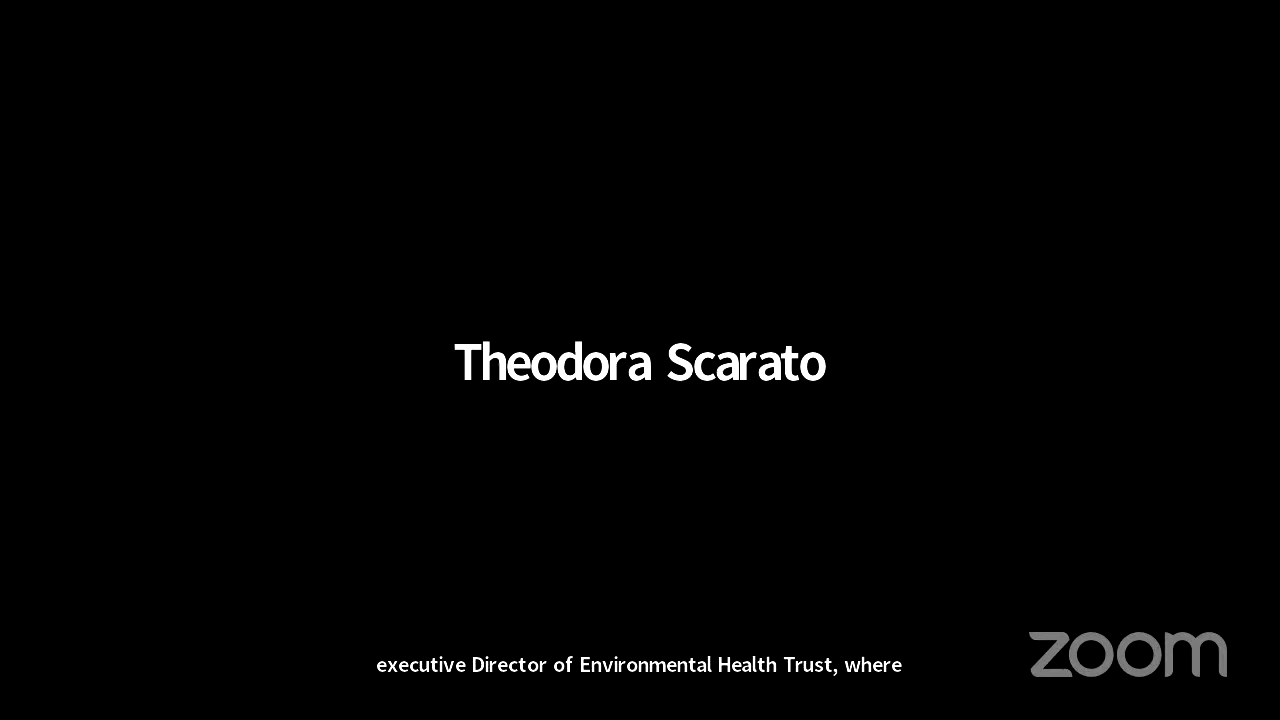 Theodora Scarato
executive Director of Environmental Health Trust, where
zoom